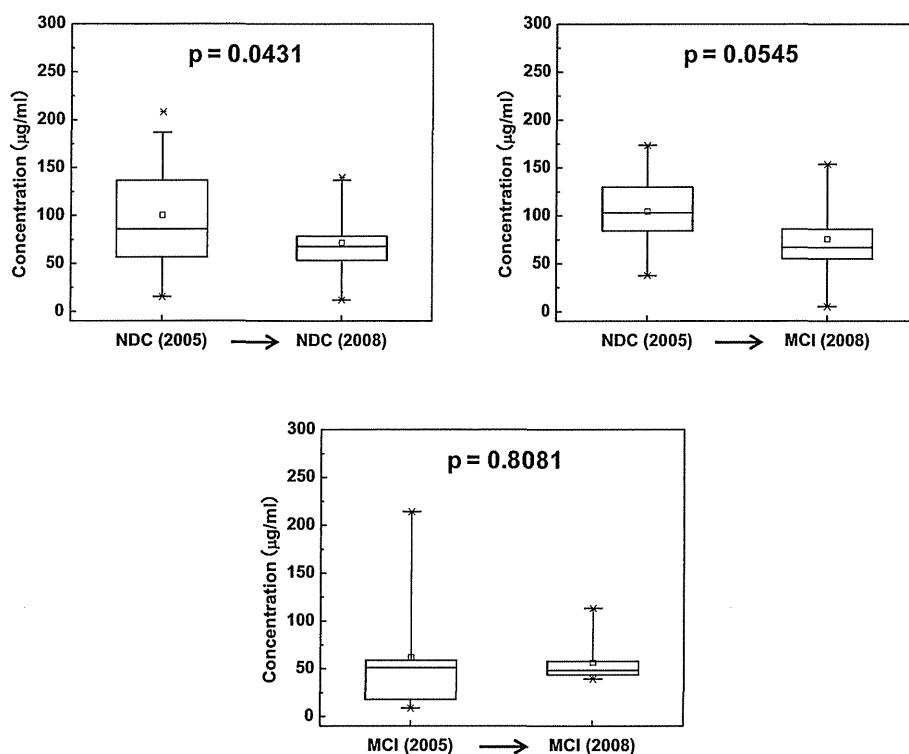 300
250
200
150
100
50
0
Concentration (μg/ml)
p = 0.0431
NDC (2005) → NDC (2008)
300
250
200
150
100
50
0
Concentration (μg/ml)
p = 0.0545
NDC (2005) → MCI (2008)
300
250
200
150
100
50
0
Concentration (μg/ml)
p = 0.8081
MCI (2005) → MCI (2008)